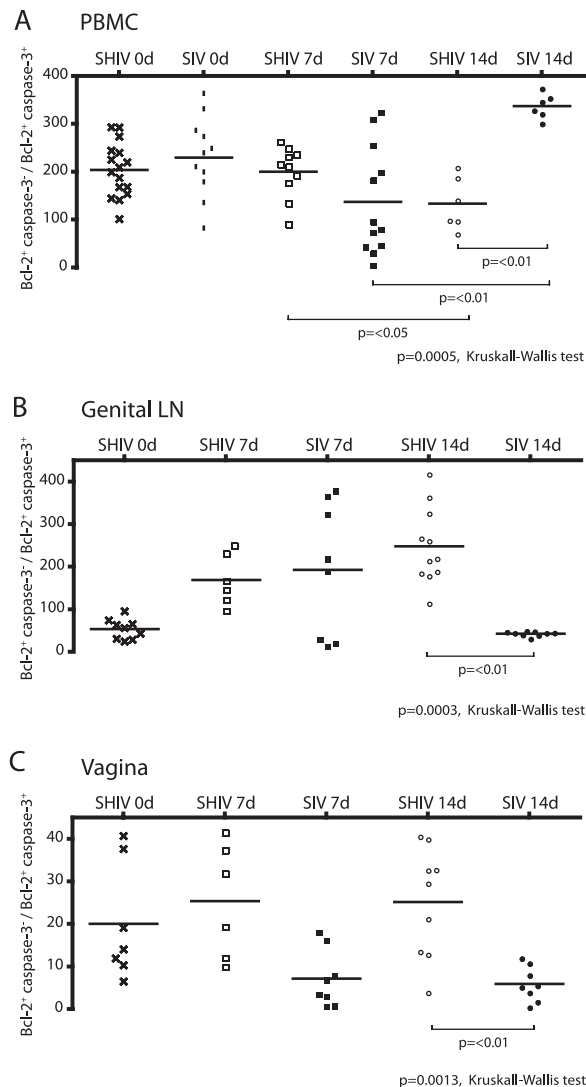 A
PBMC
SHIV 0d SIV 0d SHIV 7d SIV 7d SHIV 14d SIV 14d
Bcl-2⁺ caspase-3⁻ / Bcl-2⁺ caspase-3⁺
400
300
200
100
0
p=<0.01
p=<0.01
p=<0.05
p=0.0005, Kruskall-Wallis test
B
Genital LN
SHIV 0d SHIV 7d SIV 7d SHIV 14d SIV 14d
Bcl-2⁺ caspase-3⁻ / Bcl-2⁺ caspase-3⁺
400
300
200
100
0
p=<0.01
p=0.0003, Kruskall-Wallis test
C
Vagina
SHIV 0d SHIV 7d SIV 7d SHIV 14d SIV 14d
Bcl-2⁺ caspase-3⁻ / Bcl-2⁺ caspase-3⁺
40
30
20
10
0
p=<0.01
p=0.0013, Kruskall-Wallis test